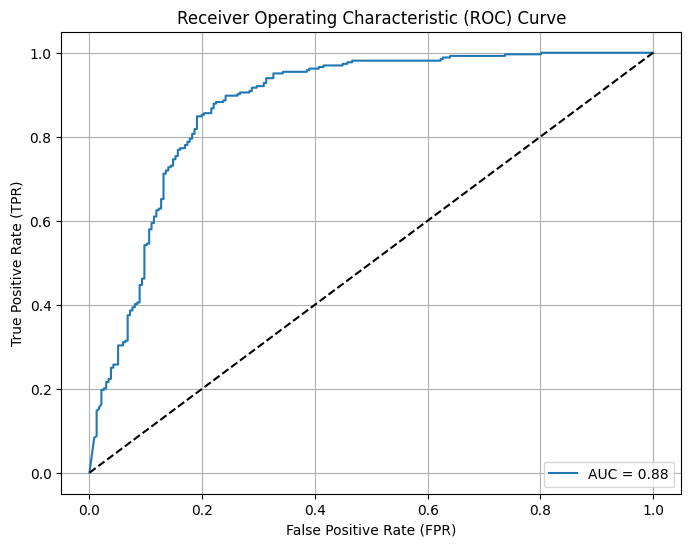 Receiver Operating Characteristic (ROC) Curve
True Positive Rate (TPR)
1.0
0.8
0.6
0.4
0.2
0.0
0.0 0.2 0.4 0.6 0.8 1.0
False Positive Rate (FPR)
AUC = 0.88